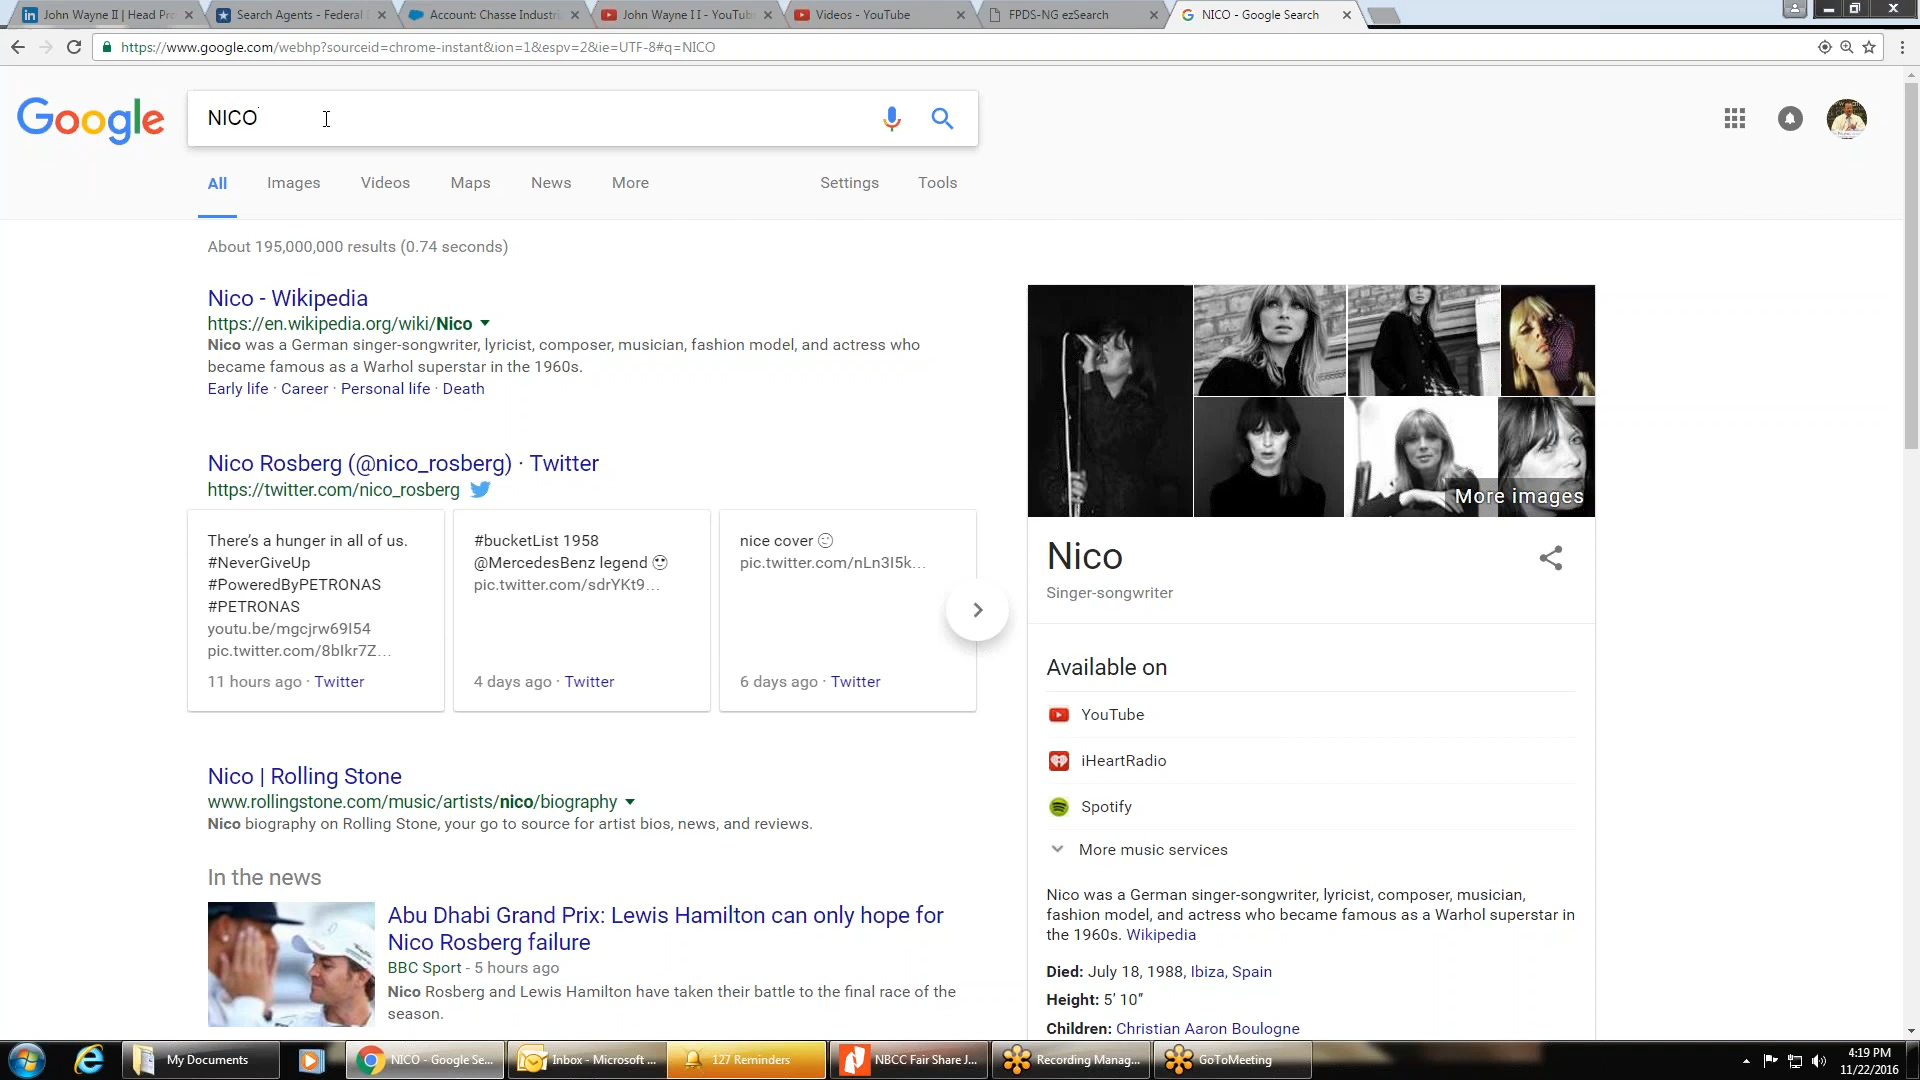 John Wayne II | Head Pro
Search Agents - Federal
Account: Chasse Industri
John Wayne I I - YouTub
Videos - YouTube
FPDS-NG ezSearch
NICO - Google Search
https://www.google.com/webhp?sourceid=chrome-instant&ion=1&espv=2&ie=UTF-8#q=NICO
Google
NICO
All
Images
Videos
Maps
News
More
Settings
Tools
About 195,000,000 results (0.74 seconds)
Nico - Wikipedia
https://en.wikipedia.org/wiki/Nico
Nico was a German singer-songwriter, lyricist, composer, musician, fashion model, and actress who
became famous as a Warhol superstar in the 1960s.
Early life · Career · Personal life · Death
Nico Rosberg (@nico_rosberg) · Twitter
https://twitter.com/nico_rosberg
There's a hunger in all of us.
#NeverGiveUp
#PoweredByPETRONAS
#PETRONAS
youtu.be/mgcjrw69I54
pic.twitter.com/8bIkr7Z...
11 hours ago · Twitter
#bucketList 1958
@MercedesBenz legend 😍
pic.twitter.com/sdrYKt9...
4 days ago · Twitter
nice cover 😉
pic.twitter.com/nLn3I5k...
6 days ago · Twitter
Nico | Rolling Stone
www.rollingstone.com/music/artists/nico/biography
Nico biography on Rolling Stone, your go to source for artist bios, news, and reviews.
In the news
Abu Dhabi Grand Prix: Lewis Hamilton can only hope for
Nico Rosberg failure
BBC Sport - 5 hours ago
Nico Rosberg and Lewis Hamilton have taken their battle to the final race of the
season.
More images
Nico
Singer-songwriter
Available on
YouTube
iHeartRadio
Spotify
More music services
Nico was a German singer-songwriter, lyricist, composer, musician,
fashion model, and actress who became famous as a Warhol superstar in
the 1960s. Wikipedia
Died: July 18, 1988, Ibiza, Spain
Height: 5′ 10″
Children: Christian Aaron Boulogne
My Documents
NICO - Google Se...
Inbox - Microsoft ...
127 Reminders
NBCC Fair Share J...
Recording Manag...
GoToMeeting
4:19 PM
11/22/2016